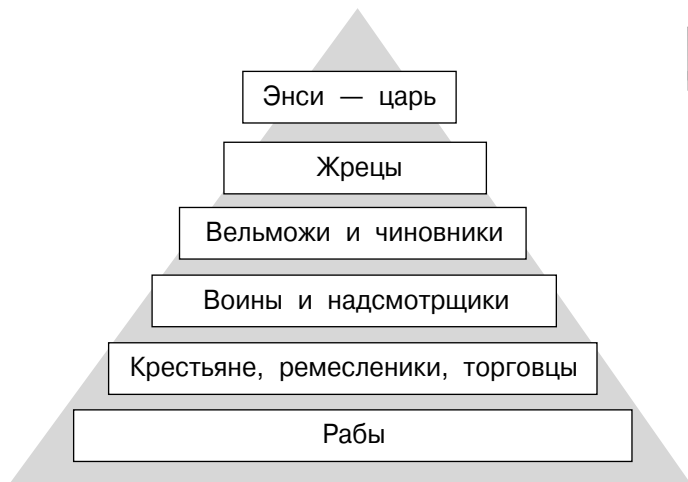 Энси — царь
Жрецы
Вельможи и чиновники
Воины и надсмотрщики
Крестьяне, ремесленики, торговцы
Рабы